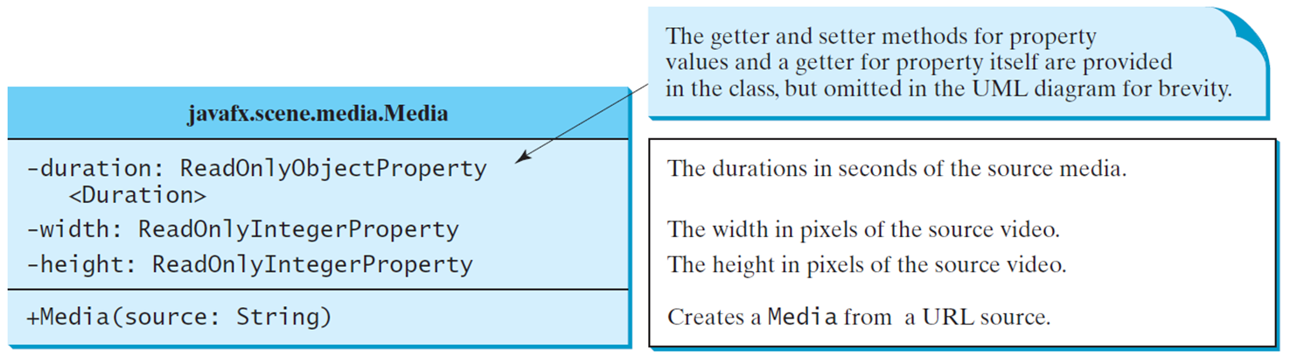 The getter and setter methods for property
values and a getter for property itself are provided
in the class, but omitted in the UML diagram for brevity.
javafx.scene.media.Media
-duration: ReadOnlyObjectProperty
<Duration>
The durations in seconds of the source media.
-width: ReadOnlyIntegerProperty
The width in pixels of the source video.
-height: ReadOnlyIntegerProperty
The height in pixels of the source video.
+Media(source: String)
Creates a Media from a URL source.